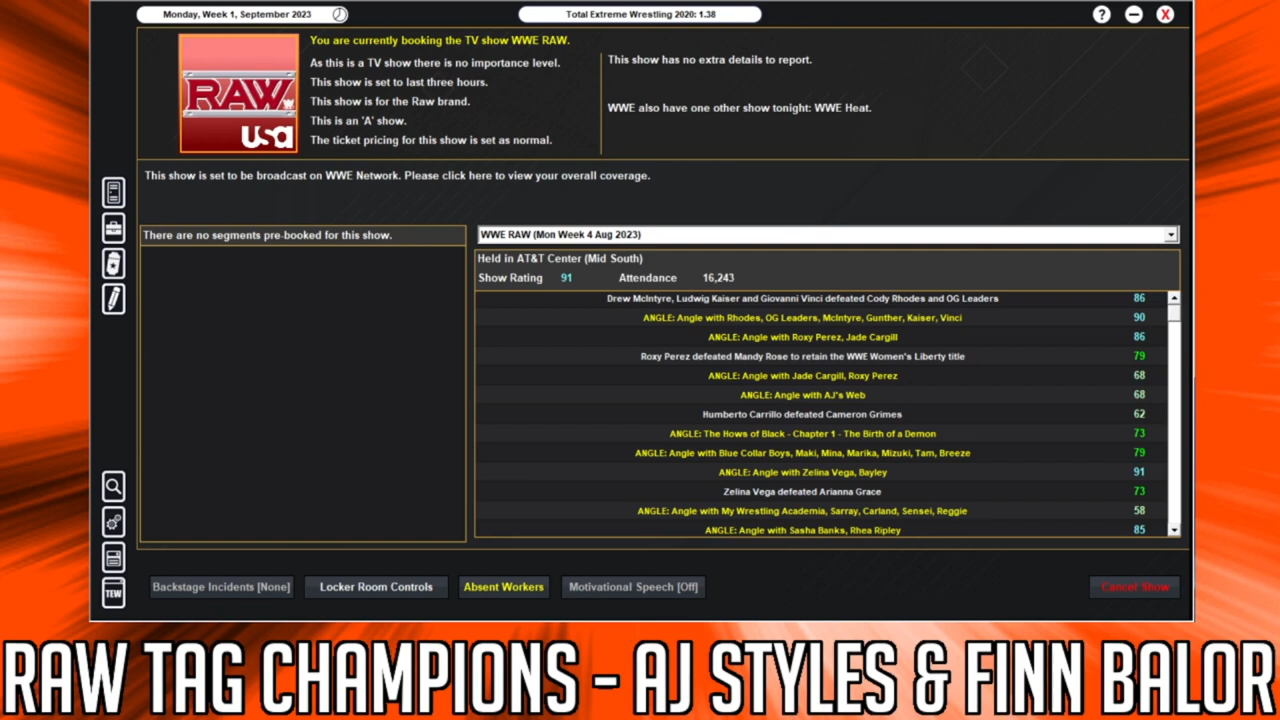 Monday, Week 1, September 2023
Total Extreme Wrestling 2020: 1.38
?
X
RAW
USA
You are currently booking the TV show WWE RAW.
As this is a TV show there is no importance level.
This show is set to last three hours.
This show is for the Raw brand.
This is an 'A' show.
The ticket pricing for this show is set as normal.
This show has no extra details to report.
WWE also have one other show tonight: WWE Heat.
This show is set to be broadcast on WWE Network. Please click here to view your overall coverage.
There are no segments pre-booked for this show.
WWE RAW (Mon Week 4 Aug 2023)
Held in AT&T Center (Mid South)
Show Rating 91 Attendance 16,243
Drew McIntyre, Ludwig Kaiser and Giovanni Vinci defeated Cody Rhodes and OG Leaders 86
ANGLE: Angle with Rhodes, OG Leaders, McIntyre, Gunther, Kaiser, Vinci 90
ANGLE: Angle with Roxy Perez, Jade Cargill 86
Roxy Perez defeated Mandy Rose to retain the WWE Women's Liberty title 79
ANGLE: Angle with Jade Cargill, Roxy Perez 68
ANGLE: Angle with AJ's Web 68
Humberto Carrillo defeated Cameron Grimes 62
ANGLE: The Hows of Black - Chapter 1 - The Birth of a Demon 73
ANGLE: Angle with Blue Collar Boys, Maki, Mina, Marika, Mizuki, Tam, Breeze 79
ANGLE: Angle with Zelina Vega, Bayley 91
Zelina Vega defeated Arianna Grace 73
ANGLE: Angle with My Wrestling Academia, Sarray, Carland, Sensei, Reggie 58
ANGLE: Angle with Sasha Banks, Rhea Ripley 85
TEW
Backstage Incidents [None]
Locker Room Controls
Absent Workers
Motivational Speech [Off]
Cancel Show
RAW TAG CHAMPIONS - AJ STYLES & FINN BALOR